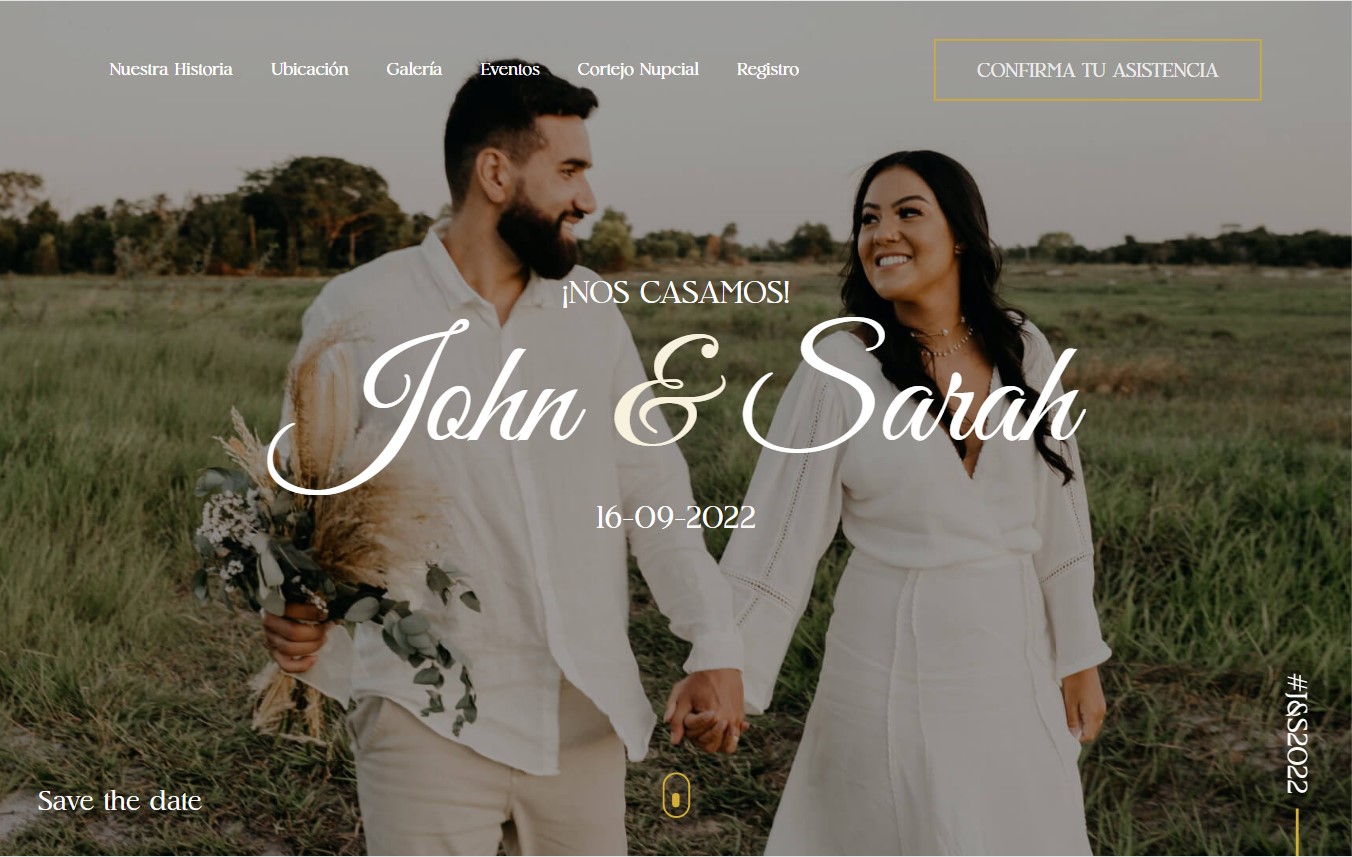 Nuestra Historia Ubicación Galería Eventos Cortejo Nupcial Registro CONFIRMA TU ASISTENCIA
¡NOS CASAMOS!
John & Sarah
16-09-2022
#J&S2022
Save the date